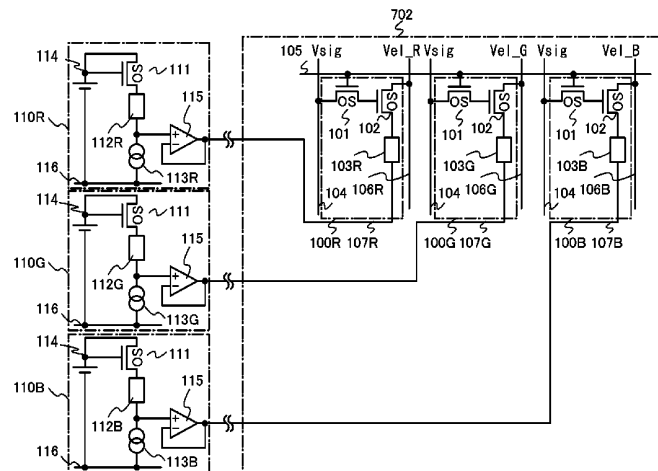 702
114
105
Vsig
Vel_R
Vsig
Vel_G
Vsig
Vel_B
111
OS
115
110R
112R
113R
116
OS
101
102
OS
OS
101
102
OS
OS
101
102
OS
103R
103G
103B
104
106R
104
106G
104
106B
100R
107R
100G
107G
100B
107B
114
111
OS
115
110G
112G
113G
116
114
111
OS
115
110B
112B
113B
116